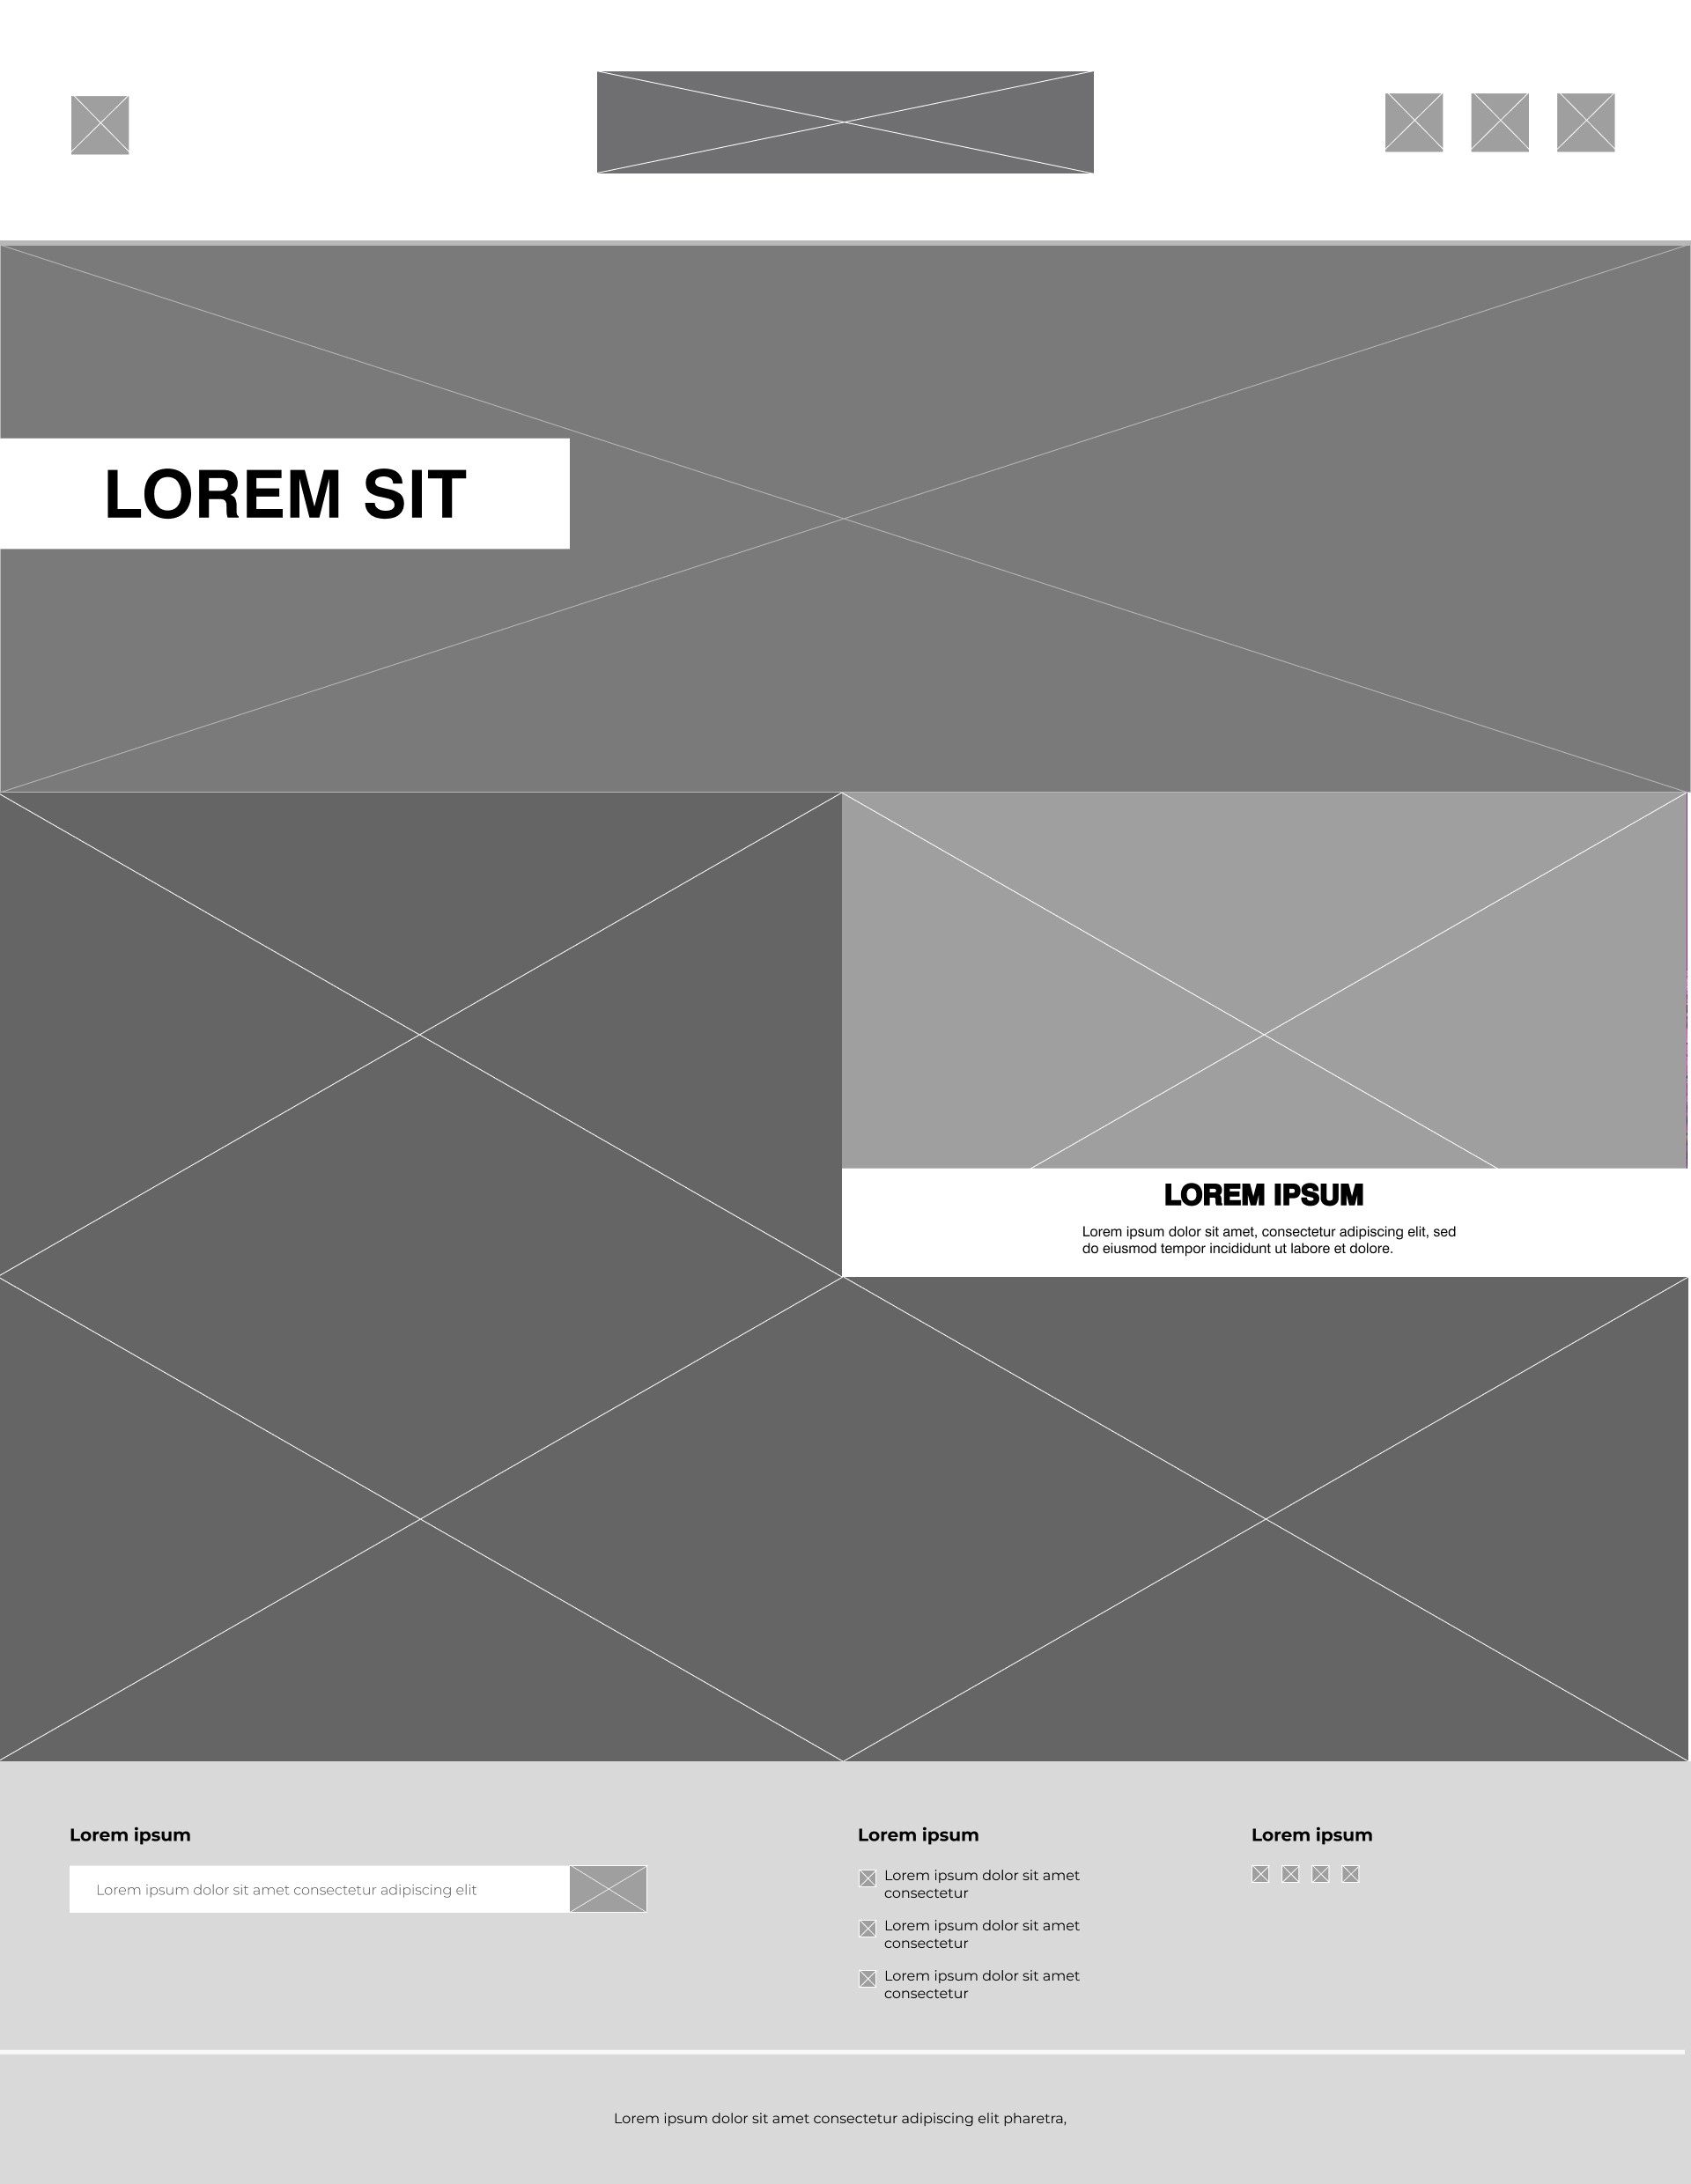 LOREM SIT
LOREM IPSUM
Lorem ipsum dolor sit amet, consectetur adipiscing elit, sed
do eiusmod tempor incididunt ut labore et dolore.
Lorem ipsum
Lorem ipsum dolor sit amet consectetur adipiscing elit
Lorem ipsum
Lorem ipsum dolor sit amet
consectetur
Lorem ipsum dolor sit amet
consectetur
Lorem ipsum dolor sit amet
consectetur
Lorem ipsum
Lorem ipsum dolor sit amet consectetur adipiscing elit pharetra,